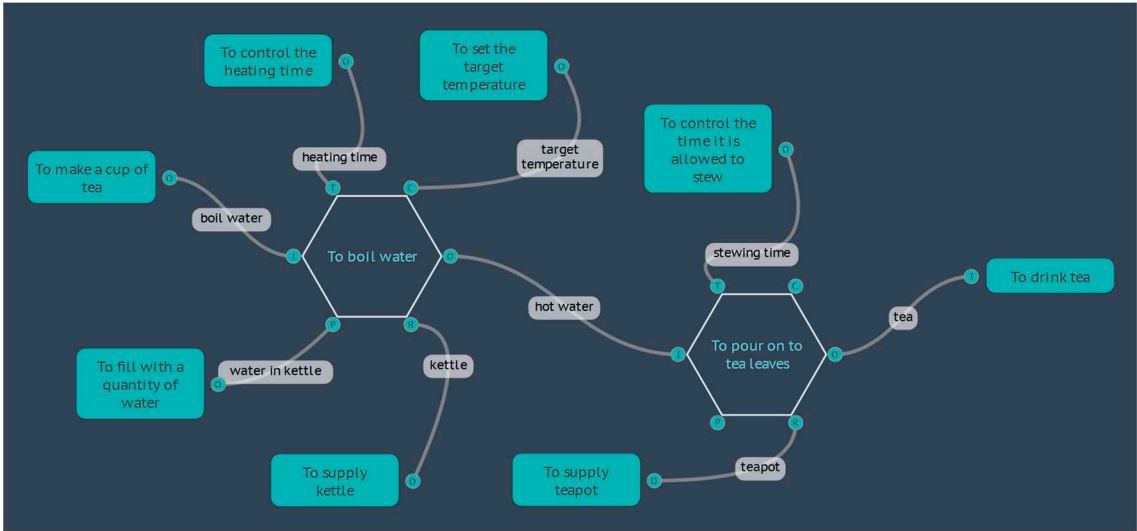 To control the
heating time
O
To set the
target
temperature
O
To control the
time it is
allowed to
stew
O
heating time
target
temperature
To make a cup of
tea
O
T
C
boil water
I
To boil water
O
stewing time
To drink tea
I
T
C
hot water
tea
P
R
I
To pour on to
tea leaves
O
To fill with a
quantity of
water
O
water in kettle
kettle
P
R
To supply
kettle
O
To supply
teapot
O
teapot